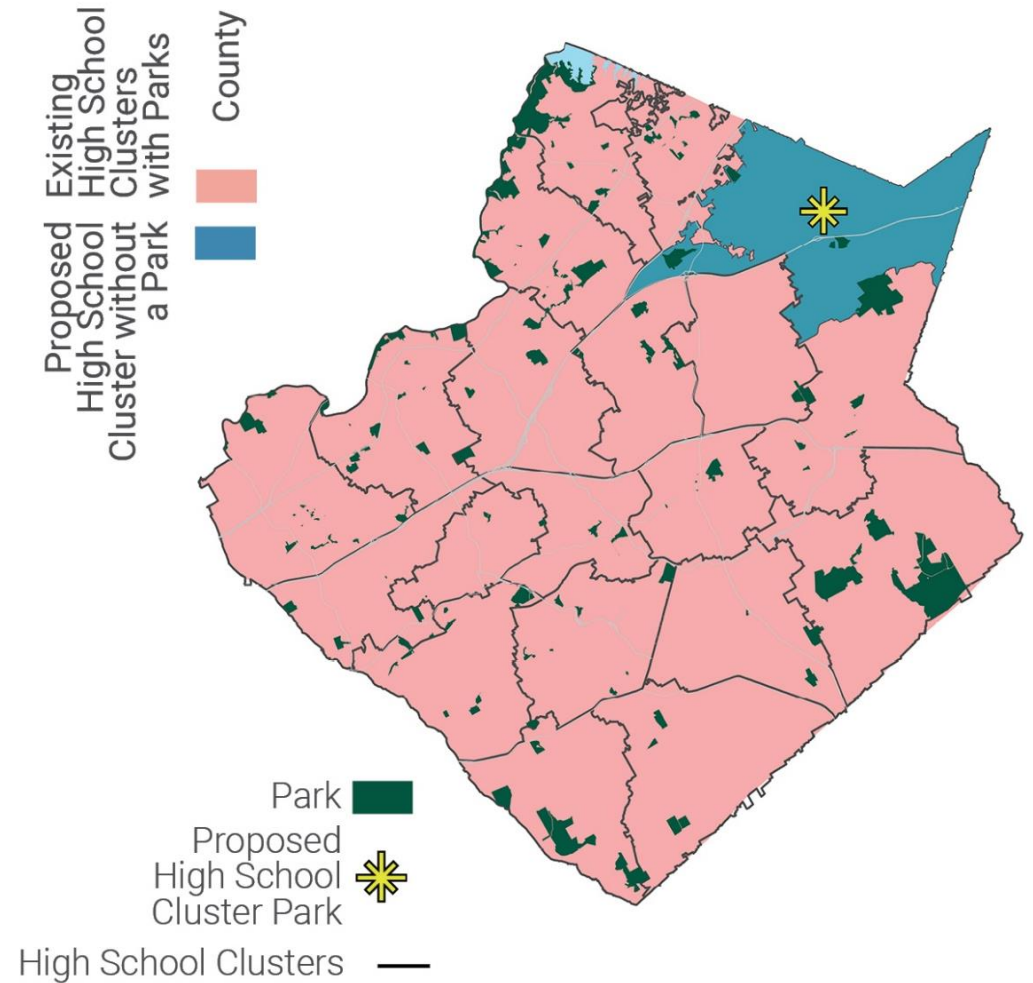 County
Existing
High School
Clusters
with Parks
Proposed
High School
Cluster without
a Park
Park
Proposed
High School
Cluster Park
High School Clusters